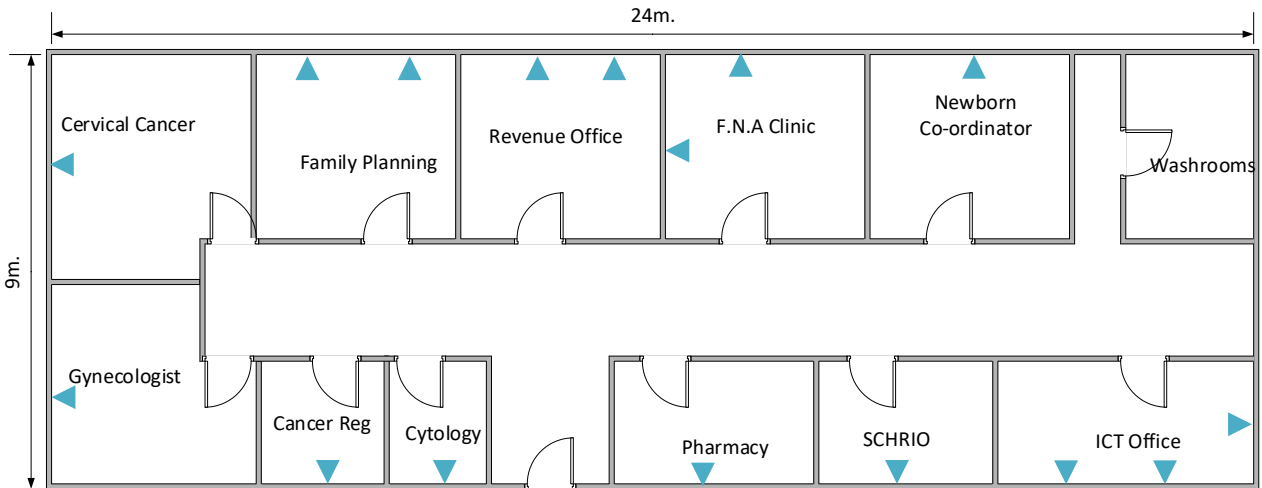 24m.
9m.
Cervical Cancer
Family Planning
Revenue Office
F.N.A Clinic
Newborn
Co-ordinator
Washrooms
Gynecologist
Cancer Reg
Cytology
Pharmacy
SCHRIO
ICT Office